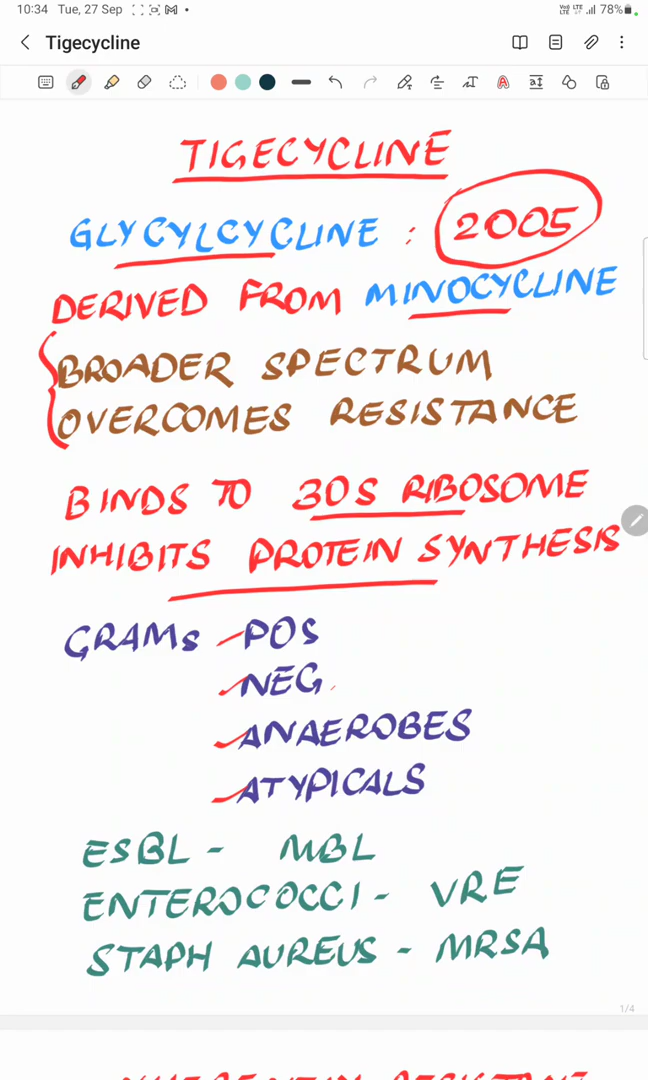 10:34 Tue, 27 Sep
78%
Tigecycline
TIGECYCLINE
GLYCYLCYCLINE : 2005
DERIVED FROM MINOCYCLINE
BROADER SPECTRUM
OVERCOMES RESISTANCE
BINDS TO 30S RIBOSOME
INHIBITS PROTEIN SYNTHESIS
GRAMS POS
NEG
ANAEROBES
ATYPICALS
ESBL - MBL
ENTEROCOCCI - VRE
STAPH AUREUS - MRSA
1/4